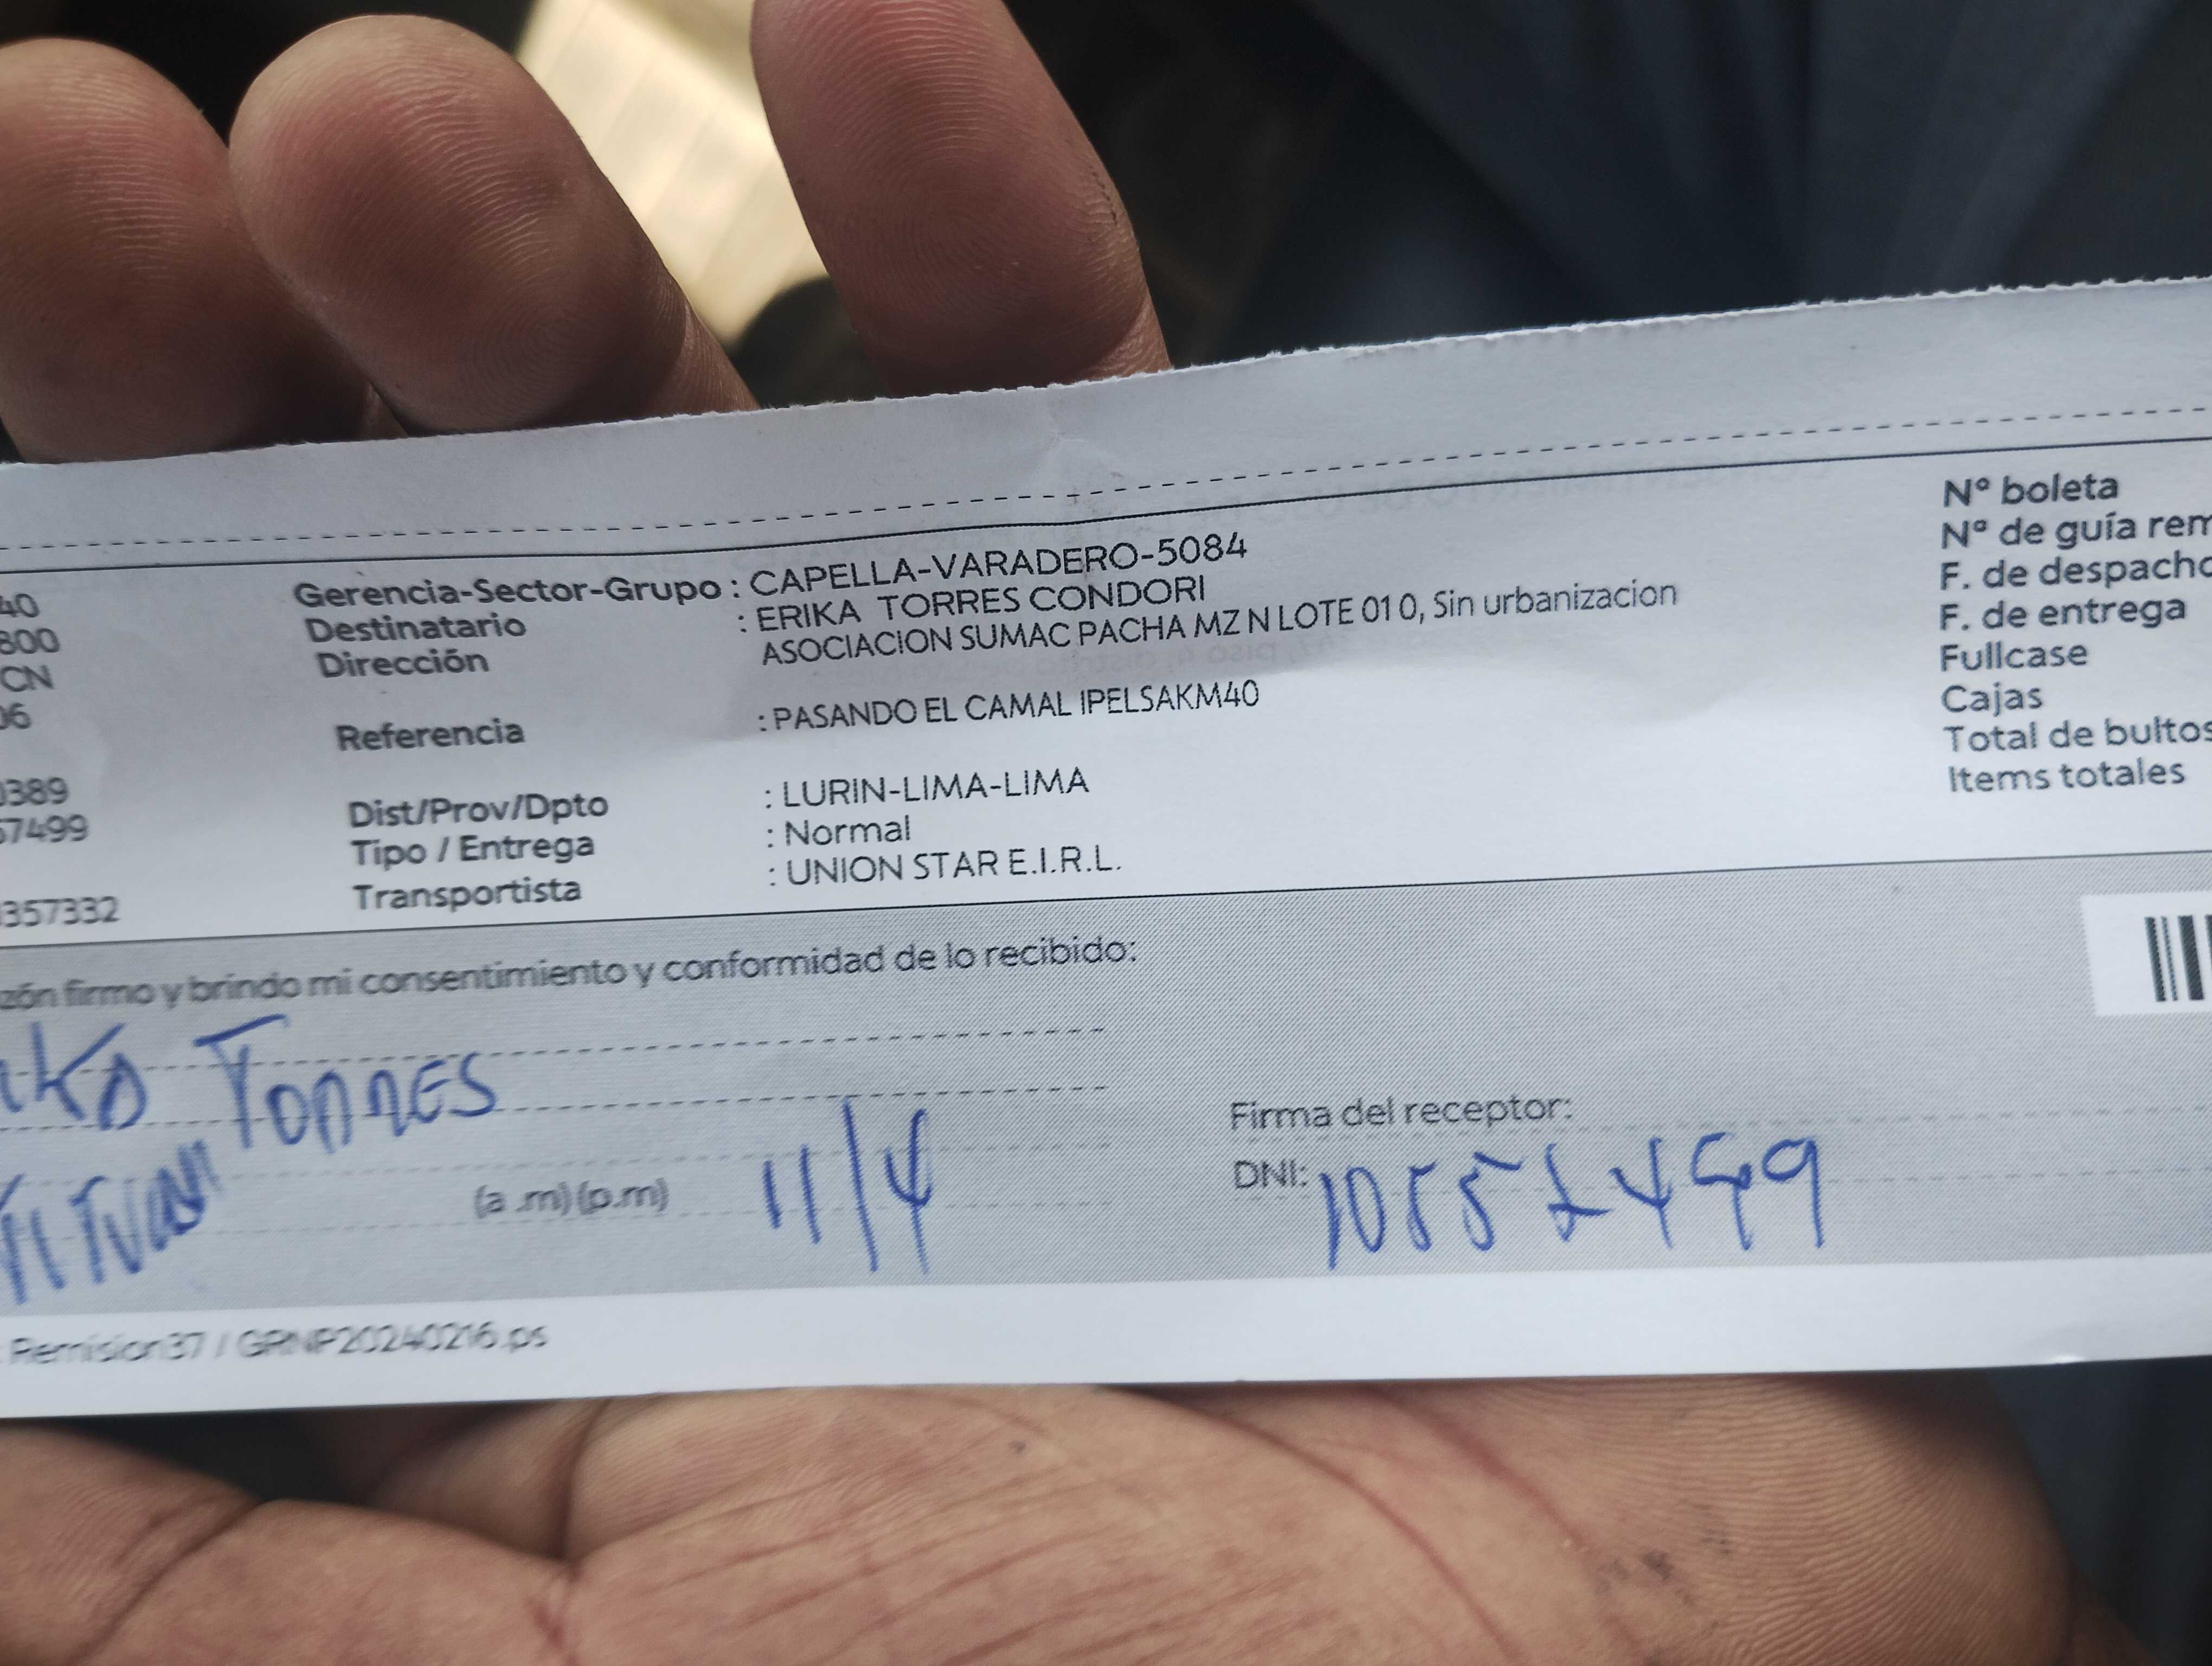 40
800
CN
06
0389
57499
357332
Gerencia-Sector-Grupo : CAPELLA-VARADERO-5084
Destinatario : ERIKA TORRES CONDORI
Dirección : ASOCIACION SUMAC PACHA MZ N LOTE 01 0, Sin urbanizacion
Referencia : PASANDO EL CAMAL IPELSAKM40
Dist/Prov/Dpto : LURIN-LIMA-LIMA
Tipo / Entrega : Normal
Transportista : UNION STAR E.I.R.L.
Nº boleta
Nº de guía rem
F. de despacho
F. de entrega
Fullcase
Cajas
Total de bultos
Items totales
zón firmo y brindo mi consentimiento y conformidad de lo recibido:
TORRES
(a .m) (p.m) 11/4
Firma del receptor:
DNI: 10557499
Remision37 / GRNP20240216.ps